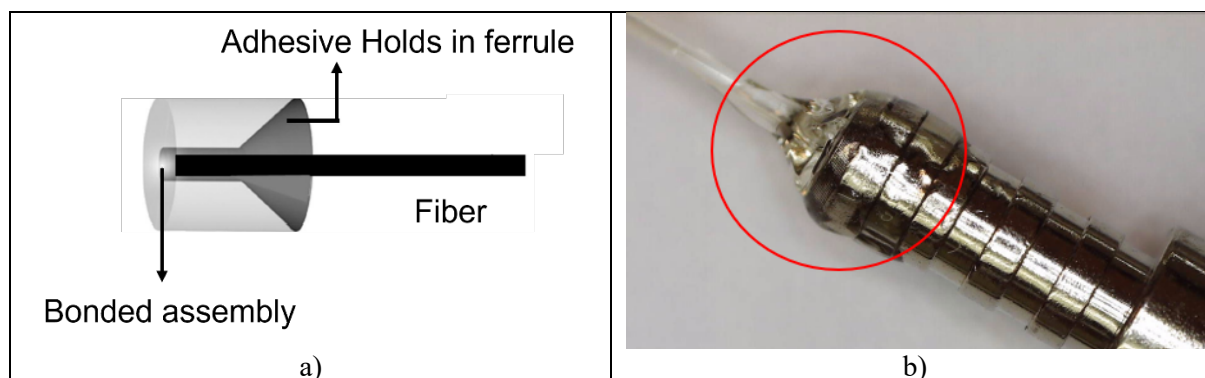 Adhesive Holds in ferrule
Fiber
Bonded assembly
a)
b)